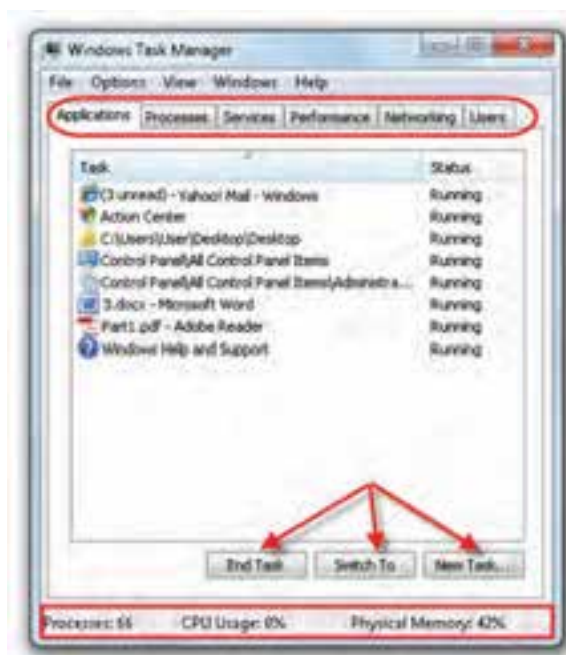 Windows Task Manager
File Options View Windows Help
Applications Processes Services Performance Networking Users
Task Status
(3 unread) - Yahoo! Mail - Windows Running
Action Center Running
C:\Users\User\Desktop\Desktop Running
Control Panel\All Control Panel Items Running
Control Panel\All Control Panel Items\Administra... Running
3.docx - Microsoft Word Running
Part1.pdf - Adobe Reader Running
Windows Help and Support Running
End Task Switch To New Task...
Processes: 66 CPU Usage: 0% Physical Memory: 42%